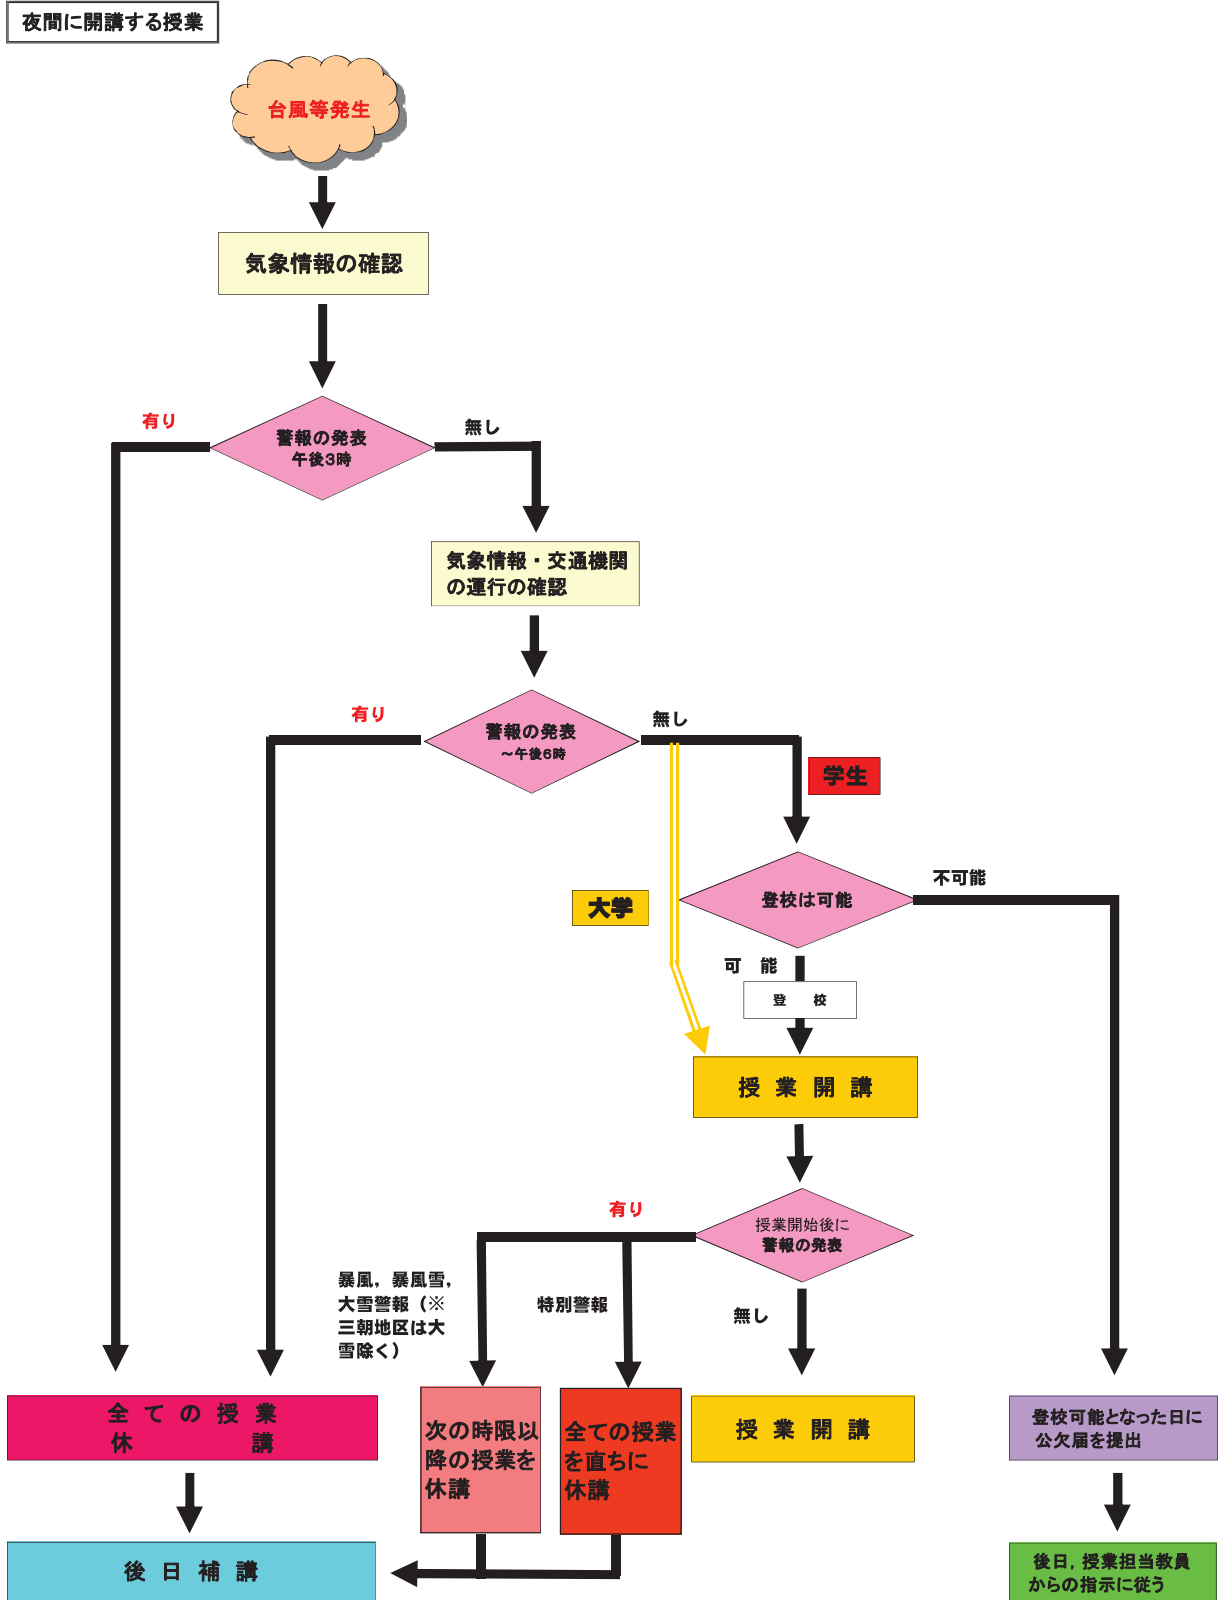 夜間に開講する授業
台風等発生
気象情報の確認
有り
無し
警報の発表
午後3時
気象情報・交通機関
の運行の確認
有り
無し
警報の発表
～午後6時
学生
大学
登校は可能
不可能
可　能
登　校
授 業 開 講
有り
授業開始後に
警報の発表
暴風，暴風雪，
大雪警報（※
三朝地区は大
雪除く）
特別警報
無し
全 て の 授 業
休　　　講
次の時限以
降の授業を
休講
全ての授業
を直ちに
休講
授 業 開 講
登校可能となった日に
公欠届を提出
後 日 補 講
後日，授業担当教員
からの指示に従う